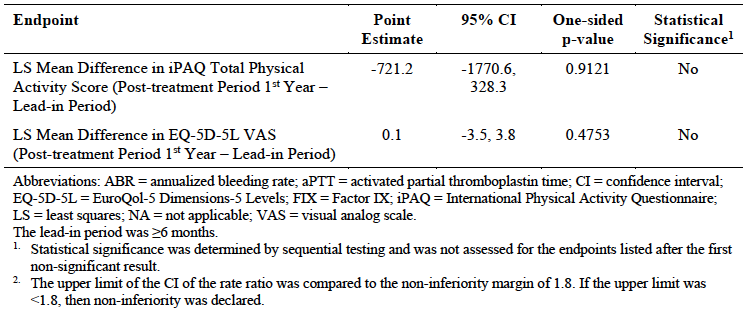 Endpoint Point Estimate 95% CI One-sided p-value Statistical Significance¹
LS Mean Difference in iPAQ Total Physical Activity Score (Post-treatment Period 1st Year – Lead-in Period) -721.2 -1770.6, 328.3 0.9121 No
LS Mean Difference in EQ-5D-5L VAS (Post-treatment Period 1st Year – Lead-in Period) 0.1 -3.5, 3.8 0.4753 No
Abbreviations: ABR = annualized bleeding rate; aPTT = activated partial thromboplastin time; CI = confidence interval;
EQ-5D-5L = EuroQol-5 Dimensions-5 Levels; FIX = Factor IX; iPAQ = International Physical Activity Questionnaire;
LS = least squares; NA = not applicable; VAS = visual analog scale.
The lead-in period was ≥6 months.
1. Statistical significance was determined by sequential testing and was not assessed for the endpoints listed after the first
non-significant result.
2. The upper limit of the CI of the rate ratio was compared to the non-inferiority margin of 1.8. If the upper limit was
<1.8, then non-inferiority was declared.